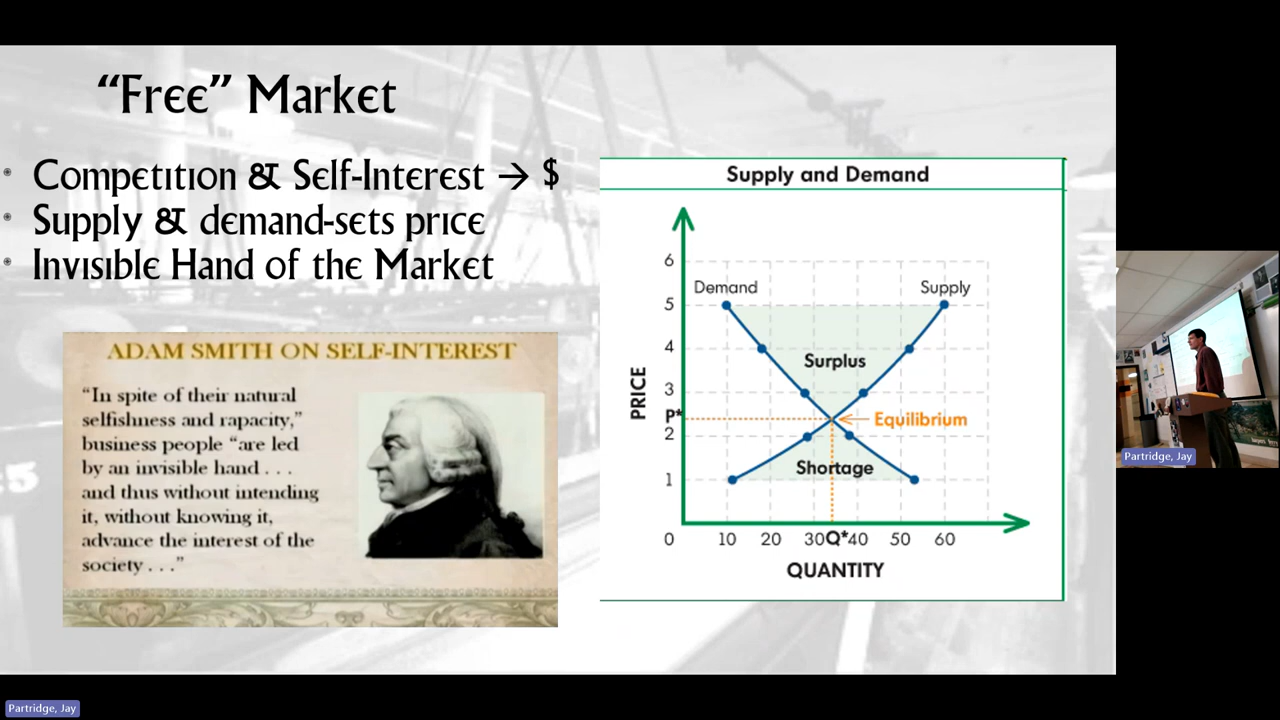 “Free” Market
• Competition & Self-Interest → $
• Supply & demand-sets price
• Invisible Hand of the Market
ADAM SMITH ON SELF-INTEREST
“In spite of their natural
selfishness and rapacity,”
business people “are led
by an invisible hand . . .
and thus without intending
it, without knowing it,
advance the interest of the
society . . .”
Supply and Demand
6
Demand
Supply
5
4
Surplus
3
PRICE
P*
Equilibrium
2
Shortage
1
0 10 20 30 Q* 40 50 60
QUANTITY
Partridge, Jay
Partridge, Jay